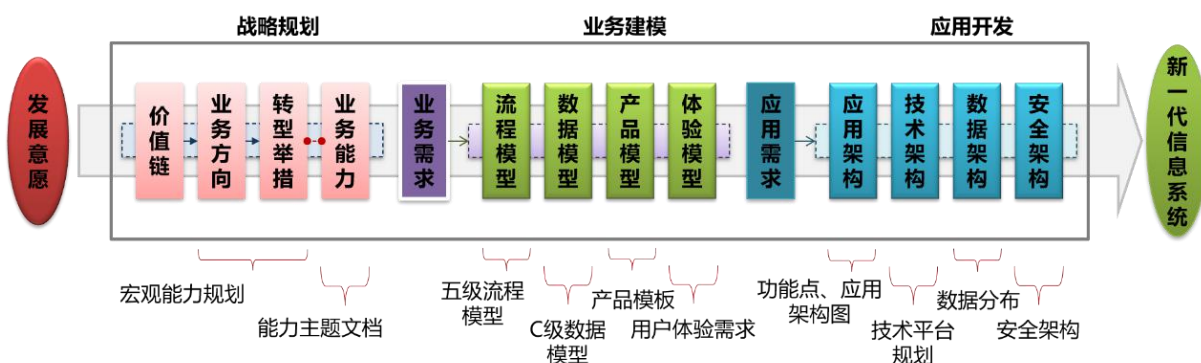 战略规划
业务建模
应用开发
发展意愿
价值链
业务方向
转型举措
业务能力
业务需求
流程模型
数据模型
产品模型
体验模型
应用需求
应用架构
技术架构
数据架构
安全架构
新一代信息系统
宏观能力规划
能力主题文档
五级流程
模型
C级数据
模型
产品模板
用户体验需求
功能点、应用
架构图
技术平台
规划
数据分布
安全架构